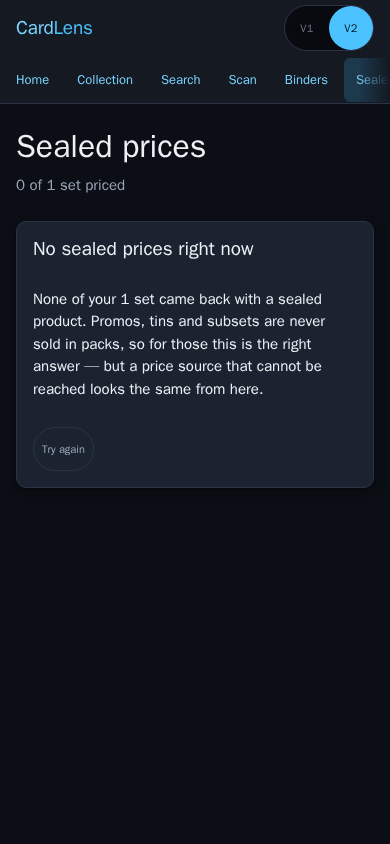 CardLens
V1
V2
Home
Collection
Search
Scan
Binders
Sealed prices
0 of 1 set priced
No sealed prices right now
None of your 1 set came back with a sealed
product. Promos, tins and subsets are never
sold in packs, so for those this is the right
answer — but a price source that cannot be
reached looks the same from here.
Try again